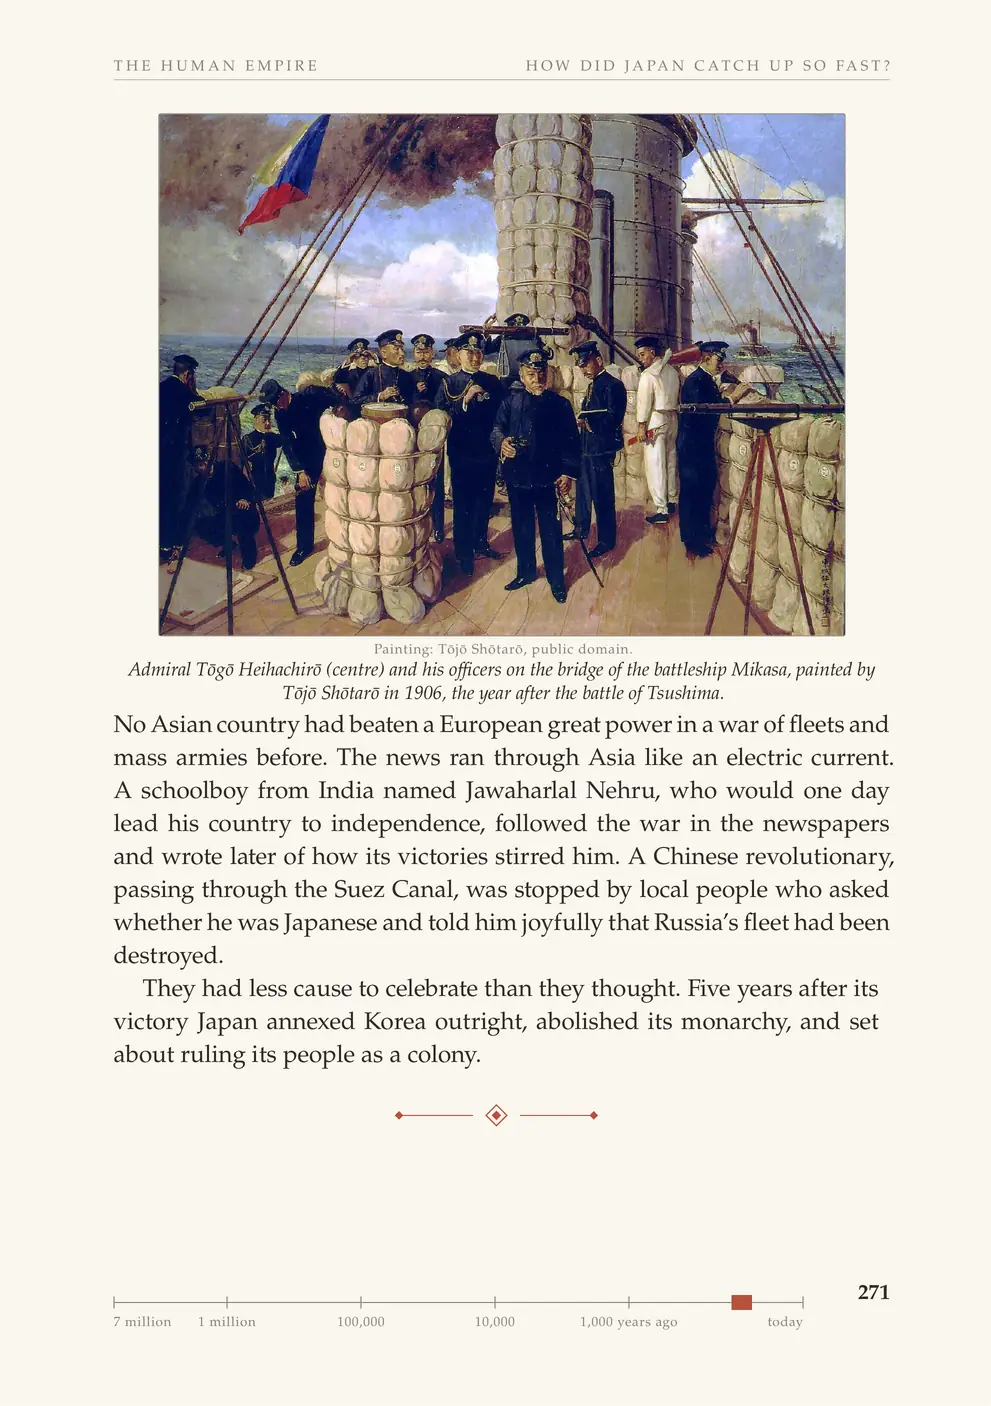 THE HUMAN EMPIRE
HOW DID JAPAN CATCH UP SO FAST?
Painting: Tōjō Shōtarō, public domain.
Admiral Tōgō Heihachirō (centre) and his officers on the bridge of the battleship Mikasa, painted by
Tōjō Shōtarō in 1906, the year after the battle of Tsushima.
No Asian country had beaten a European great power in a war of fleets and
mass armies before. The news ran through Asia like an electric current.
A schoolboy from India named Jawaharlal Nehru, who would one day
lead his country to independence, followed the war in the newspapers
and wrote later of how its victories stirred him. A Chinese revolutionary,
passing through the Suez Canal, was stopped by local people who asked
whether he was Japanese and told him joyfully that Russia’s fleet had been
destroyed.
They had less cause to celebrate than they thought. Five years after its
victory Japan annexed Korea outright, abolished its monarchy, and set
about ruling its people as a colony.
271
7 million 1 million 100,000 10,000 1,000 years ago today